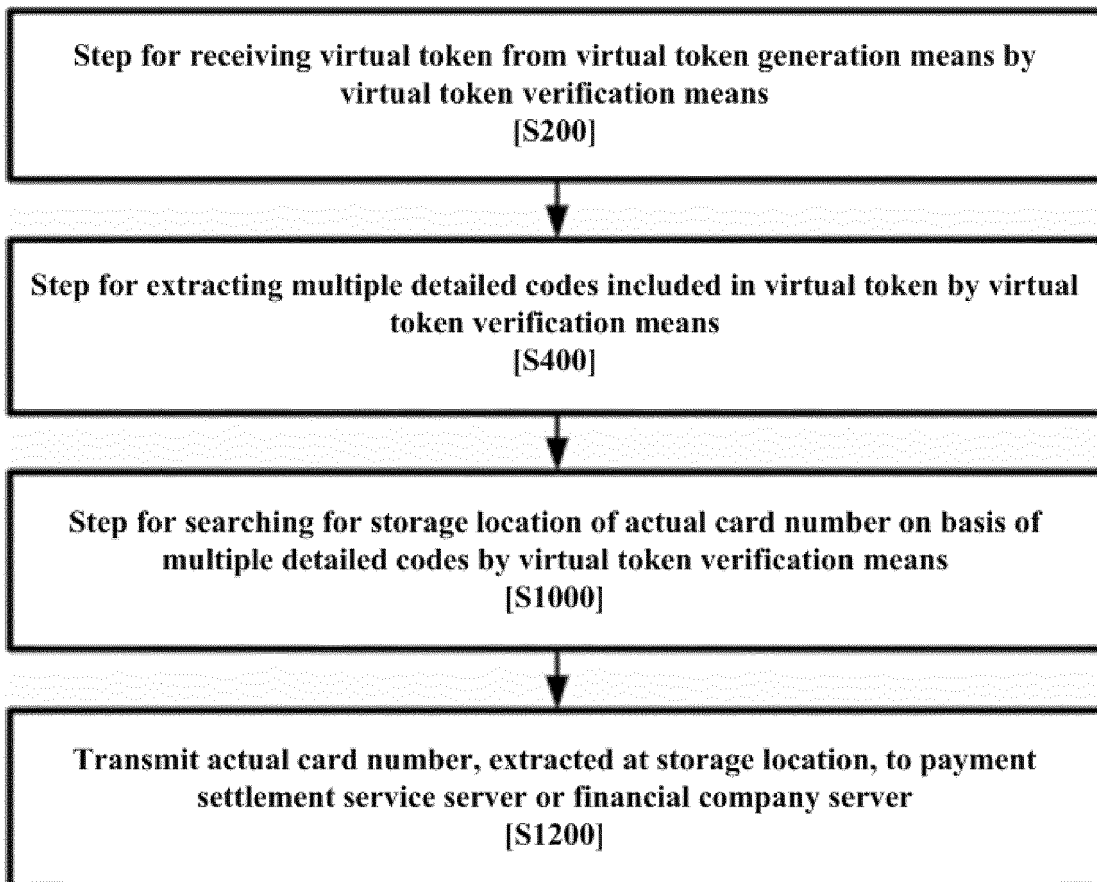 Step for receiving virtual token from virtual token generation means by
virtual token verification means
[S200]
Step for extracting multiple detailed codes included in virtual token by virtual
token verification means
[S400]
Step for searching for storage location of actual card number on basis of
multiple detailed codes by virtual token verification means
[S1000]
Transmit actual card number, extracted at storage location, to payment
settlement service server or financial company server
[S1200]